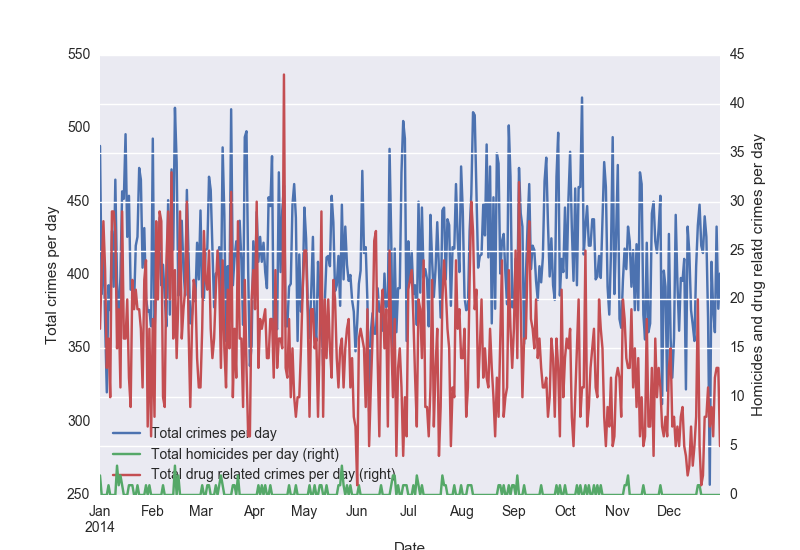 550
500
450
400
350
300
250
Total crimes per day
45
40
35
30
25
20
15
10
5
0
Homicides and drug relatd crimes per day
Total crimes per day
Total homicides per day (right)
Total drug related crimes per day (right)
Jan Feb Mar Apr May Jun Jul Aug Sep Oct Nov Dec
2014
Date